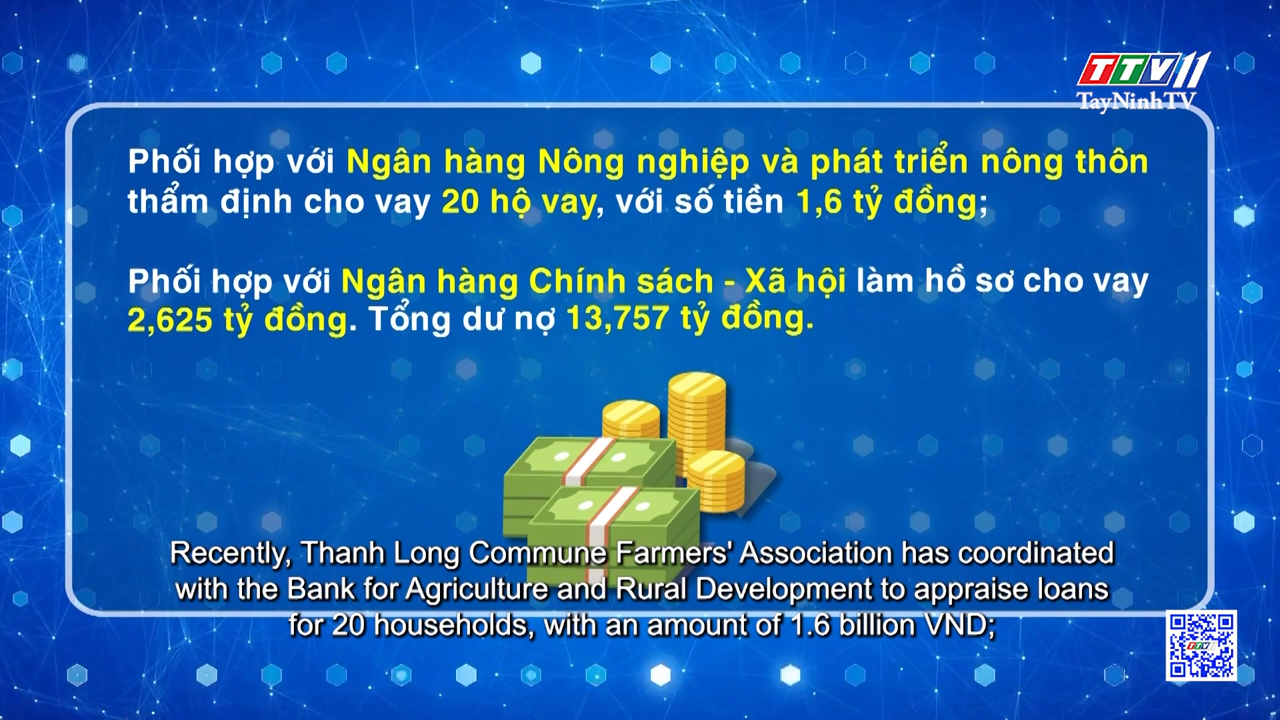 TTV11
TayNinhTV
Phối hợp với Ngân hàng Nông nghiệp và phát triển nông thôn
thẩm định cho vay 20 hộ vay, với số tiền 1,6 tỷ đồng;
Phối hợp với Ngân hàng Chính sách - Xã hội làm hồ sơ cho vay
2,625 tỷ đồng. Tổng dư nợ 13,757 tỷ đồng.
Recently, Thanh Long Commune Farmers' Association has coordinated
with the Bank for Agriculture and Rural Development to appraise loans
for 20 households, with an amount of 1.6 billion VND;